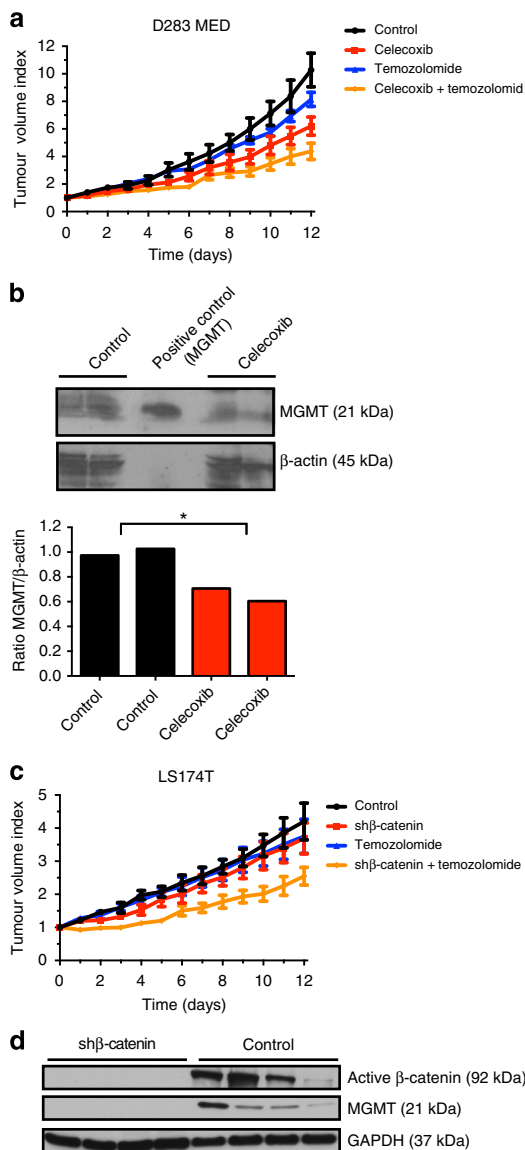 a
D283 MED
Tumour volume index
12
10
8
6
4
2
0
0 2 4 6 8 10 12
Time (days)
Control
Celecoxib
Temozolomide
Celecoxib + temozolomid
b
Control
Positive control (MGMT)
Celecoxib
MGMT (21 kDa)
β-actin (45 kDa)
Ratio MGMT/β-actin
1.2
1.0
0.8
0.6
0.4
0.2
0.0
*
Control
Control
Celecoxib
Celecoxib
c
LS174T
Tumour volume index
5
4
3
2
1
0
0 2 4 6 8 10 12
Time (days)
Control
shβ-catenin
Temozolomide
shβ-catenin + temozolomide
d
shβ-catenin
Control
Active β-catenin (92 kDa)
MGMT (21 kDa)
GAPDH (37 kDa)